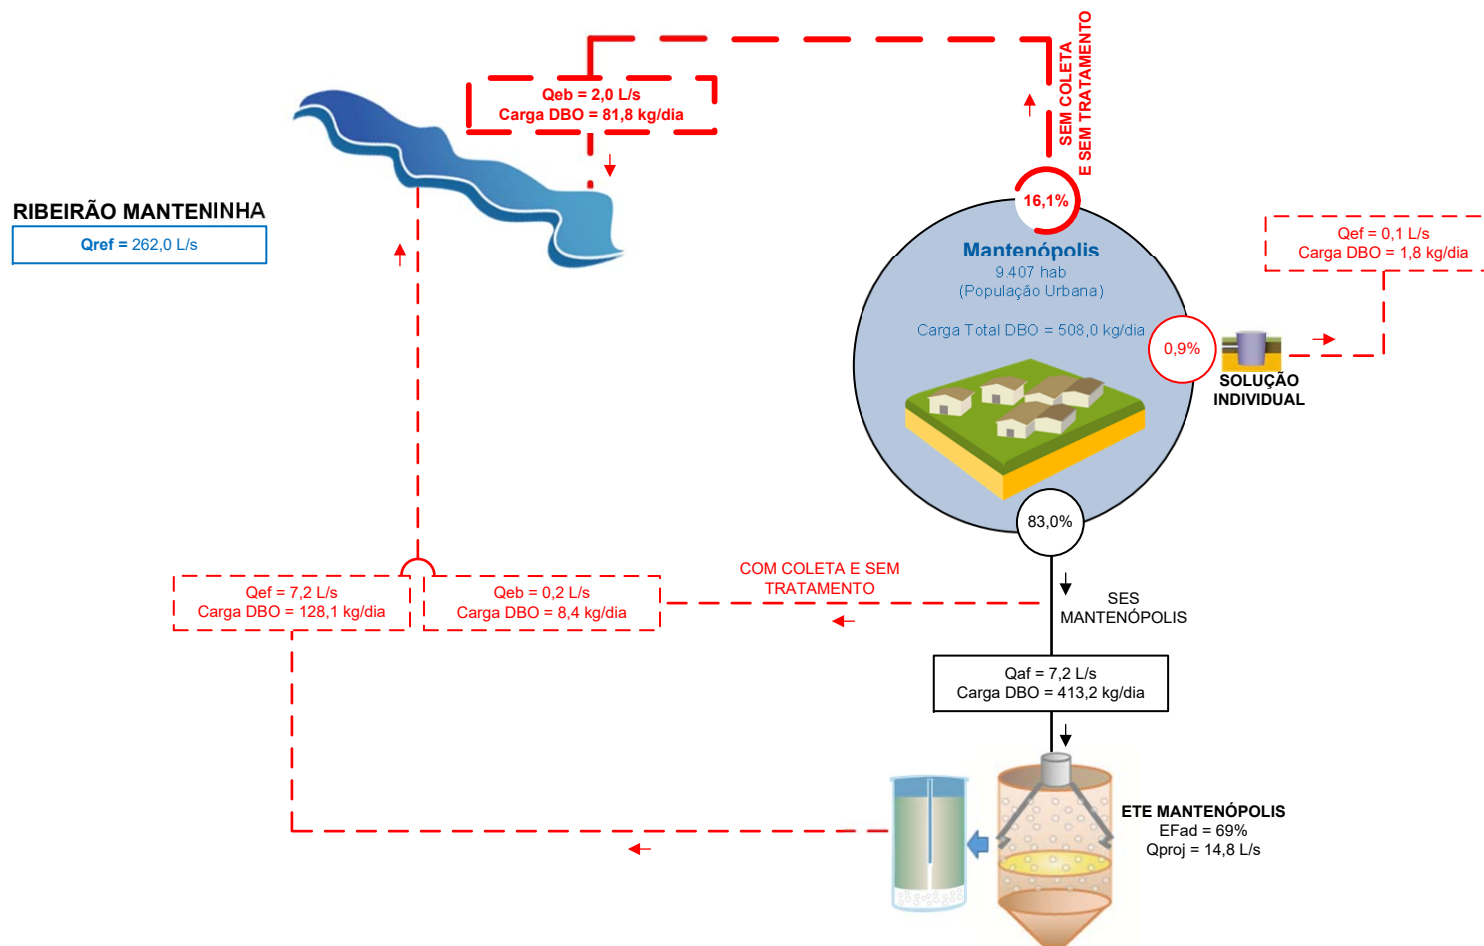 SEM COLETA
E SEM TRATAMENTO
Qeb = 2,0 L/s
Carga DBO = 81,8 kg/dia
RIBEIRÃO MANTENINHA
Qref = 262,0 L/s
16,1%
Mantenópolis
9.407 hab
(População Urbana)
Carga Total DBO = 508,0 kg/dia
Qef = 0,1 L/s
Carga DBO = 1,8 kg/dia
0,9%
SOLUÇÃO
INDIVIDUAL
83,0%
COM COLETA E SEM
TRATAMENTO
Qef = 7,2 L/s
Carga DBO = 128,1 kg/dia
Qeb = 0,2 L/s
Carga DBO = 8,4 kg/dia
SES
MANTENÓPOLIS
Qaf = 7,2 L/s
Carga DBO = 413,2 kg/dia
ETE MANTENÓPOLIS
EFad = 69%
Qproj = 14,8 L/s